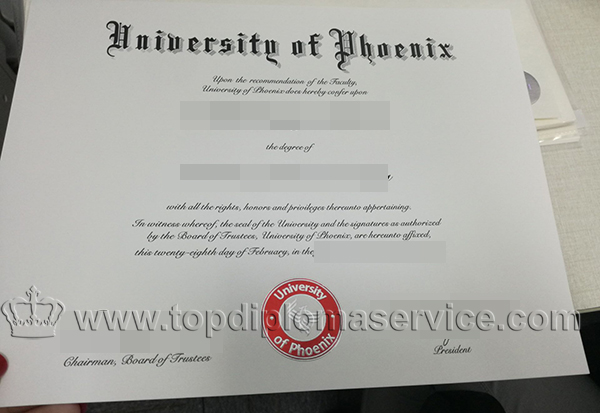 University of Phoenix
Upon the recommendation of the Faculty,
University of Phoenix does hereby confer upon
the degree of
with all the rights, honors and privileges thereunto appertaining.
In witness whereof, the seal of the University and the signatures as authorized
by the Board of Trustees, University of Phoenix, are hereunto affixed,
this twenty-eighth day of February, in the
University
of Phoenix
www.topdiplomaservice.com
Chairman, Board of Trustees
President